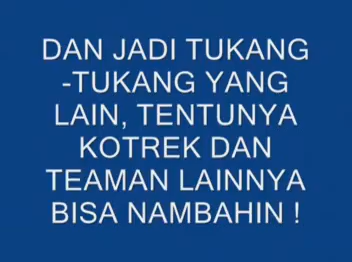 DAN JADI TUKANG
-TUKANG YANG
LAIN, TENTUNYA
KOTREK DAN
TEAMAN LAINNYA
BISA NAMBAHIN !